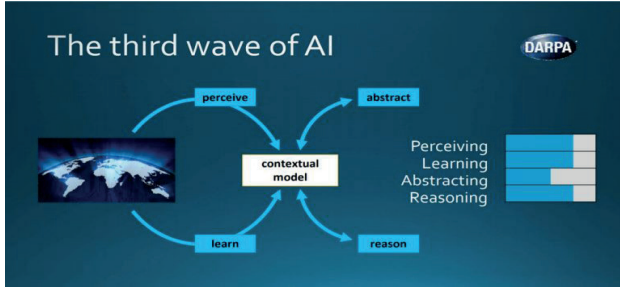 The third wave of AI
DARPA
perceive
abstract
contextual
model
learn
reason
Perceiving
Learning
Abstracting
Reasoning